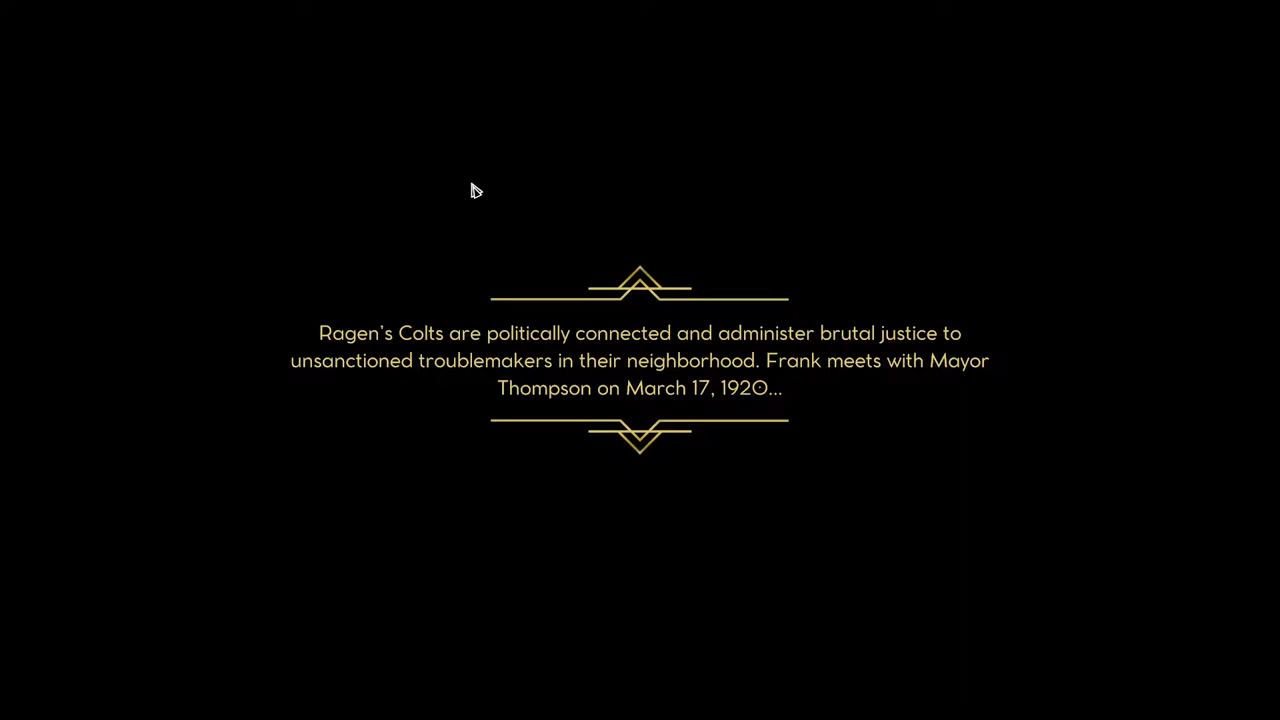 Ragen's Colts are politically connected and administer brutal justice to
unsanctioned troublemakers in their neighborhood. Frank meets with Mayor
Thompson on March 17, 1920...